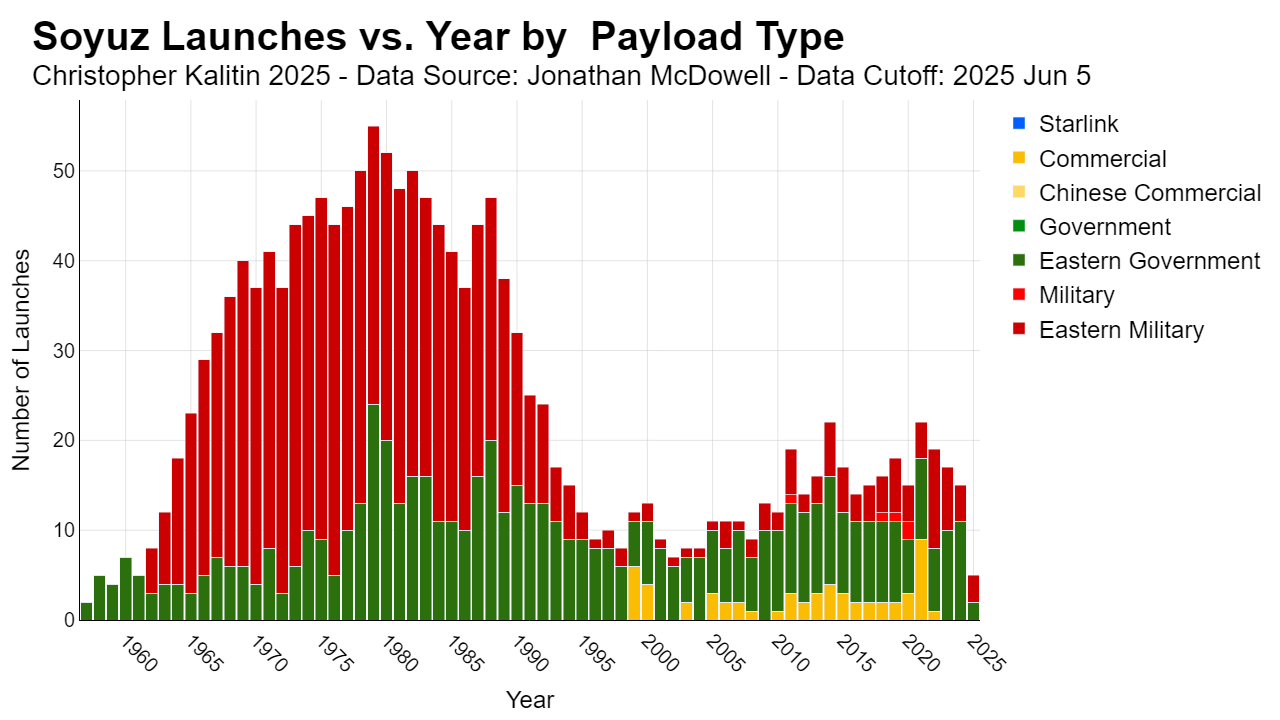 Soyuz Launches vs. Year by  Payload Type
Christopher Kalitin 2025 - Data Source: Jonathan McDowell - Data Cutoff: 2025 Jun 5
Starlink
Commercial
Chinese Commercial
Government
Eastern Government
Military
Eastern Military
Number of Launches
50
40
30
20
10
0
1960
1965
1970
1975
1980
1985
1990
1995
2000
2005
2010
2015
2020
2025
Year